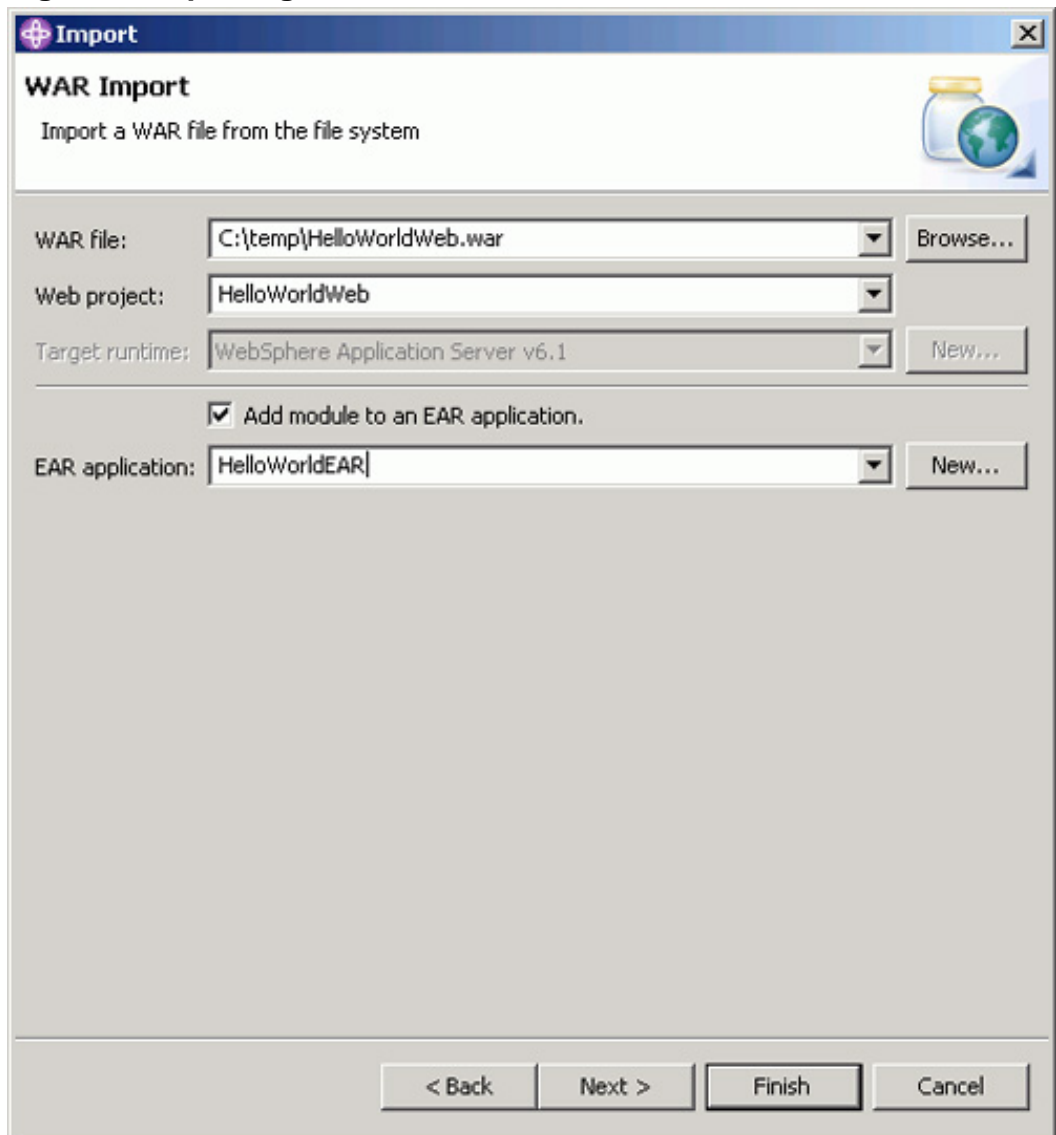 Import
WAR Import
Import a WAR file from the file system
WAR file: C:\temp\HelloWorldWeb.war Browse...
Web project: HelloWorldWeb
Target runtime: WebSphere Application Server v6.1 New...
Add module to an EAR application.
EAR application: HelloWorldEAR New...
< Back Next > Finish Cancel